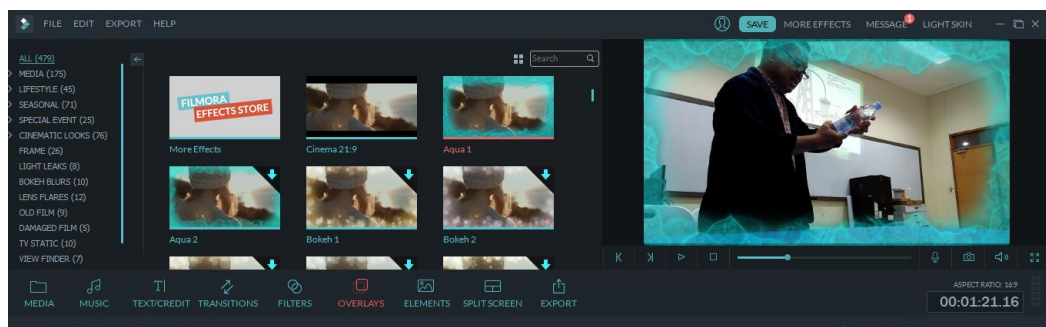 FILE EDIT EXPORT HELP
SAVE MORE EFFECTS MESSAGE 1 LIGHT SKIN
ALL (479)
MEDIA (175)
LIFESTYLE (45)
SEASONAL (71)
SPECIAL EVENT (25)
CINEMATIC LOOKS (76)
FRAME (26)
LIGHT LEAKS (8)
BOKEH BLURS (10)
LENS FLARES (12)
OLD FILM (9)
DAMAGED FILM (5)
TV STATIC (10)
VIEW FINDER (7)
Search
FILMORA
EFFECTS STORE
More Effects
Cinema 21:9
Aqua 1
Aqua 2
Bokeh 1
Bokeh 2
MEDIA
MUSIC
TEXT/CREDIT
TRANSITIONS
FILTERS
OVERLAYS
ELEMENTS
SPLIT SCREEN
EXPORT
ASPECT RATIO: 16:9
00:01:21.16